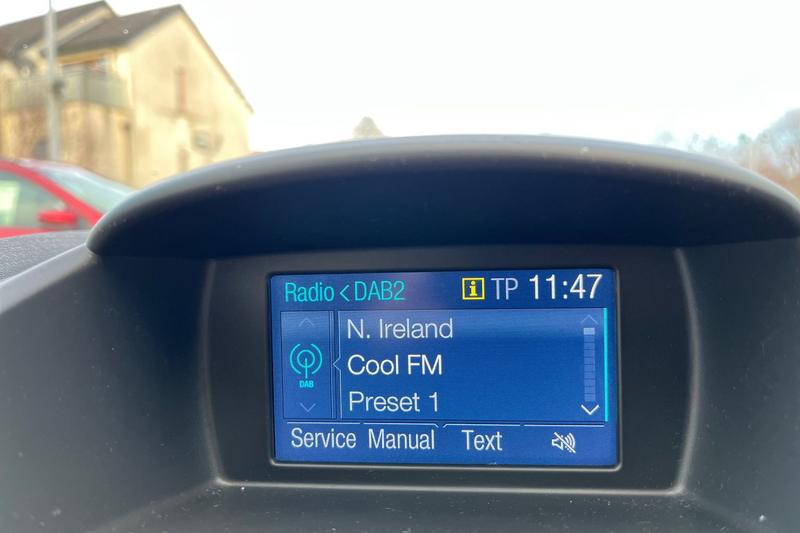 Radio < DAB2 i TP 11:47
N. Ireland
DAB
Cool FM
Preset 1
Service Manual Text